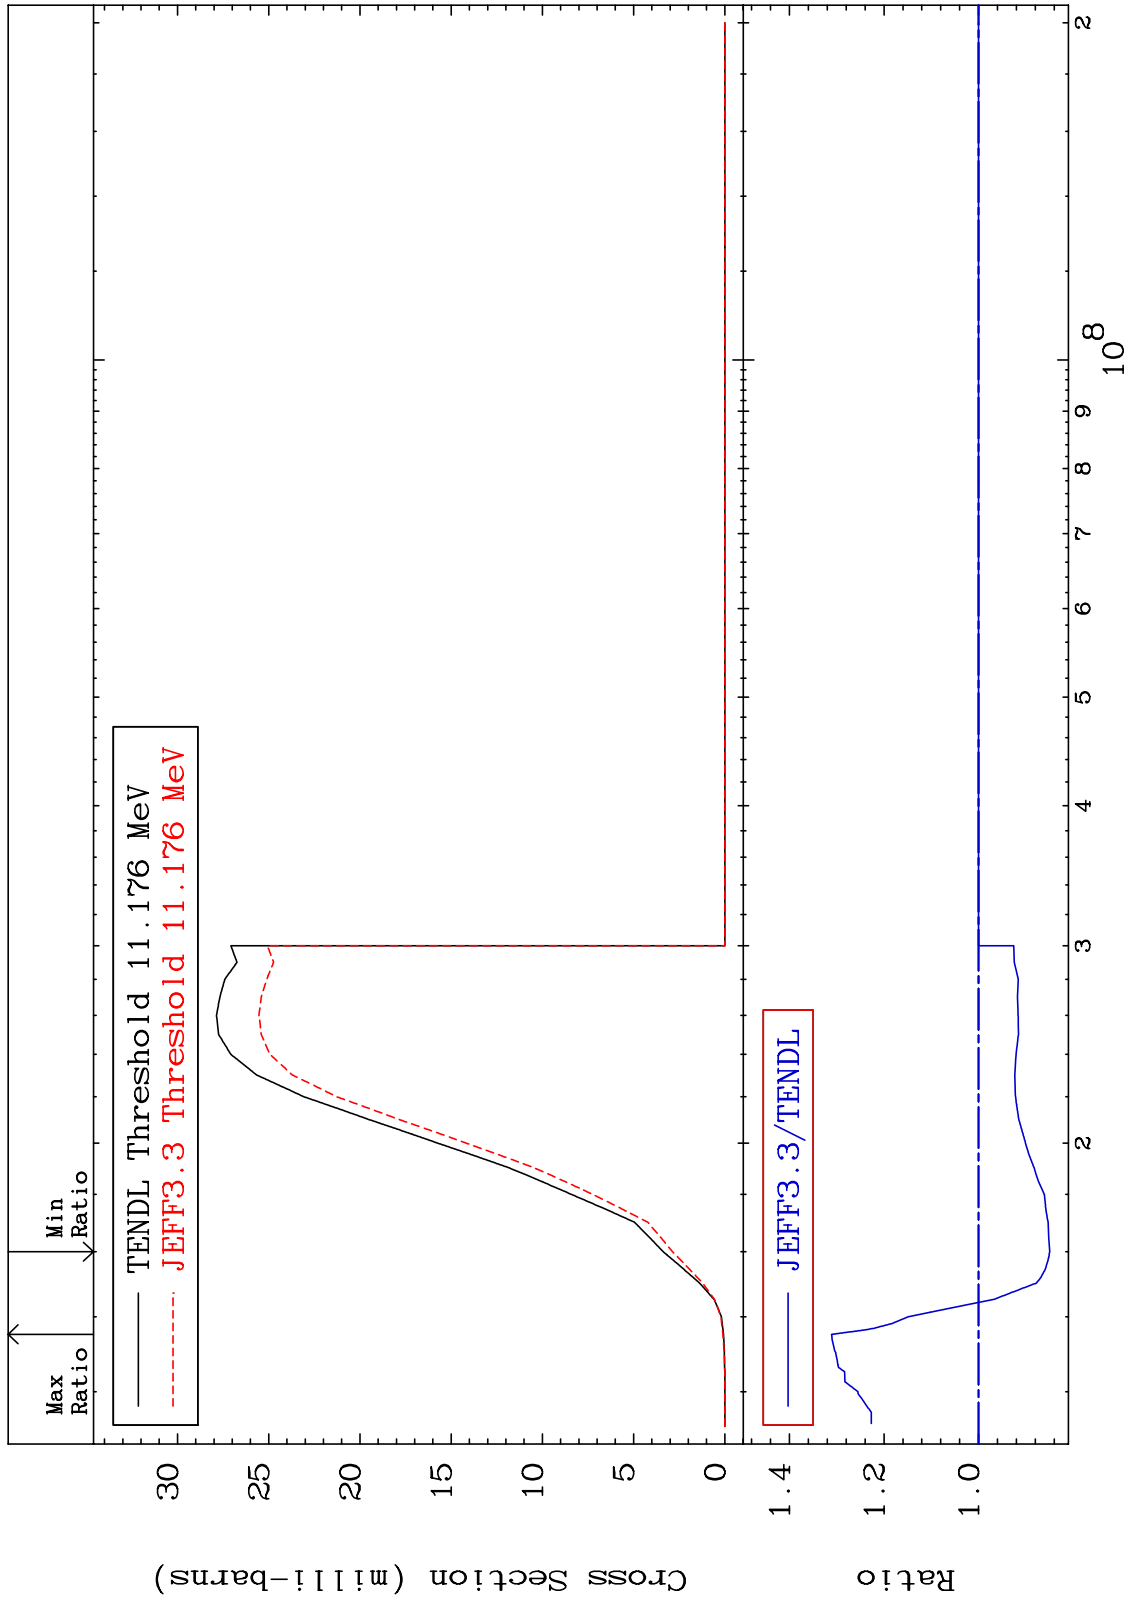 Max
Ratio
Min
Ratio
TENDL Threshold 11.176 MeV
JEFF3.3 Threshold 11.176 MeV
30
25
20
15
10
5
0
Cross Section (milli-barns)
JEFF3.3/TENDL
1.4
1.2
1.0
Ratio
2
3
4
5
6
7
8
9
10^8
2